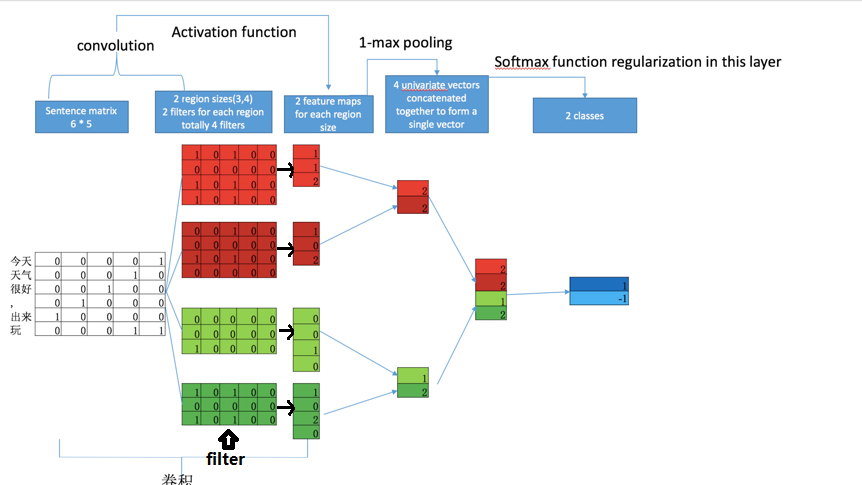 convolution
Activation function
1-max pooling
Softmax function regularization in this layer
Sentence matrix
6 * 5
2 region sizes(3,4)
2 filters for each region
totally 4 filters
2 feature maps
for each region
size
4 univariate vectors
concatenated
together to form a
single vector
2 classes
今天 0 0 0 0 1
天气 0 0 0 1 0
很好 0 0 1 0 0
, 0 1 0 0 0
出来 1 0 0 0 0
玩 0 0 0 1 1
1 0 1 0 0
0 0 0 0 0
1 0 1 0 0
1 0 1 0 0
1
1
2
0 0 1 0 0
0 0 0 0 0
1 0 1 0 0
0 0 0 0 0
1
0
2
0 0 0 0 0
0 0 0 0 0
1 0 0 0 0
0
0
1
0
1 0 1 0 0
0 0 0 0 0
1 0 1 0 0
1
0
2
0
2
2
1
2
2
2
1
2
1
-1
filter
卷积